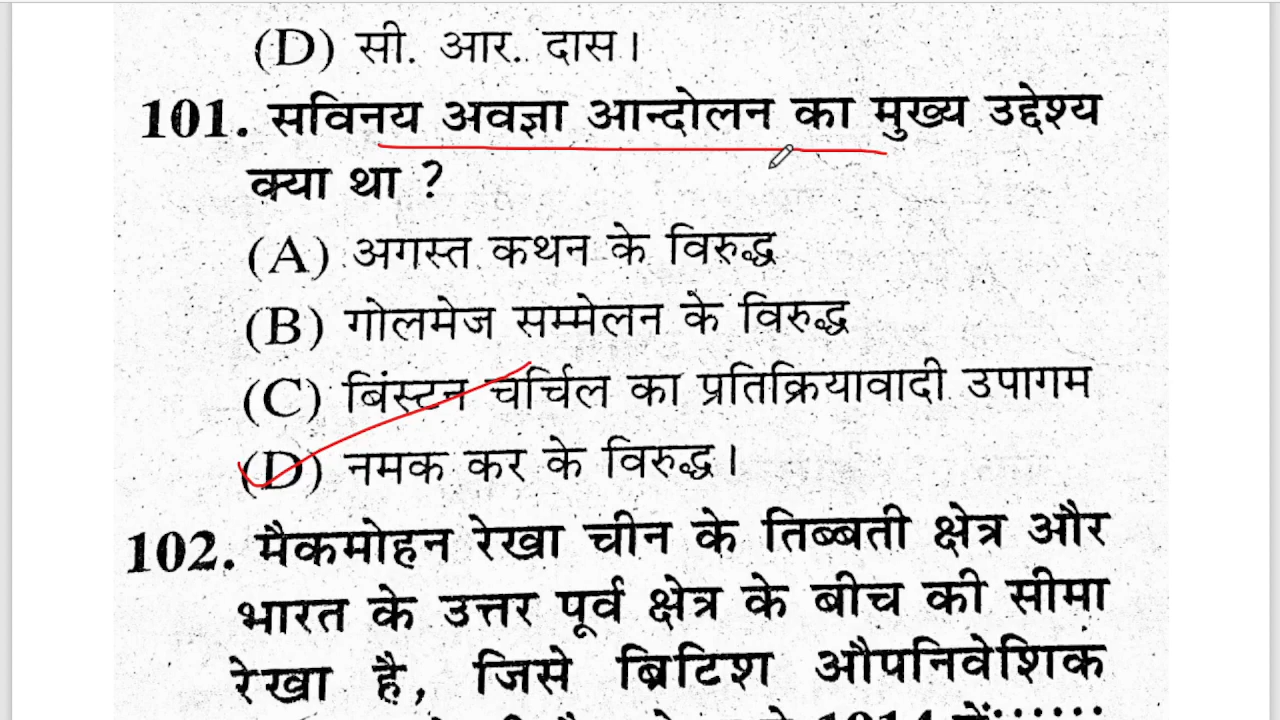 (D) सी. आर. दास।
101. सविनय अवज्ञा आन्दोलन का मुख्य उद्देश्य
क्या था ?
(A) अगस्त कथन के विरुद्ध
(B) गोलमेज सम्मेलन के विरुद्ध
(C) बिंस्टन चर्चिल का प्रतिक्रियावादी उपागम
(D) नमक कर के विरुद्ध।
102. मैकमोहन रेखा चीन के तिब्बती क्षेत्र और
भारत के उत्तर पूर्व क्षेत्र के बीच की सीमा
रेखा है, जिसे ब्रिटिश औपनिवेशिक
1914 में......